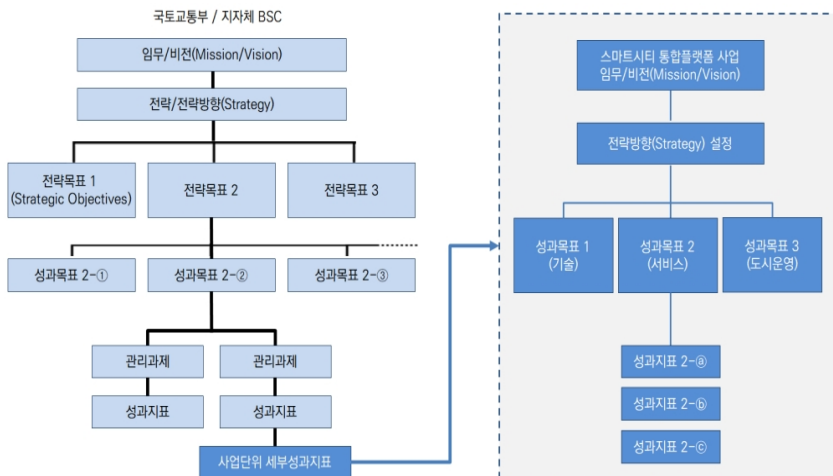 국토교통부 / 지자체 BSC
임무/비전(Mission/Vision)
전략/전략방향(Strategy)
전략목표 1
(Strategic Objectives)
전략목표 2
전략목표 3
성과목표 2-①
성과목표 2-②
성과목표 2-③
관리과제
관리과제
성과지표
성과지표
사업단위 세부성과지표
스마트시티 통합플랫폼 사업
임무/비전(Mission/Vision)
전략방향(Strategy) 설정
성과목표 1
(기술)
성과목표 2
(서비스)
성과목표 3
(도시운영)
성과지표 2-ⓐ
성과지표 2-ⓑ
성과지표 2-ⓒ